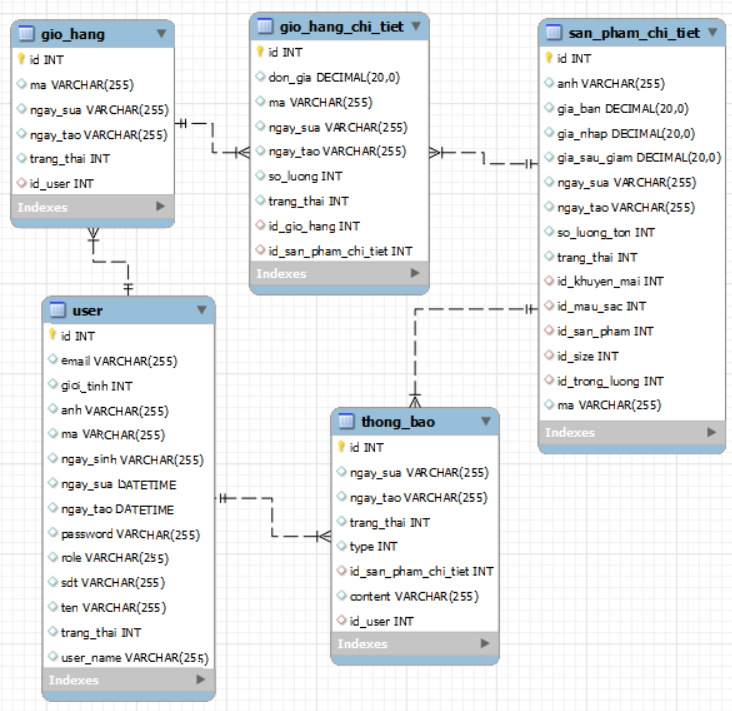 gio_hang
id INT
ma VARCHAR(255)
ngay_sua VARCHAR(255)
ngay_tao VARCHAR(255)
trang_thai INT
id_user INT
Indexes
gio_hang_chi_tiet
id INT
don_gia DECIMAL(20,0)
ma VARCHAR(255)
ngay_sua VARCHAR(255)
ngay_tao VARCHAR(255)
so_luong INT
trang_thai INT
id_gio_hang INT
id_san_pham_chi_tiet INT
Indexes
san_pham_chi_tiet
id INT
anh VARCHAR(255)
gia_ban DECIMAL(20,0)
gia_nhap DECIMAL(20,0)
gia_sau_giam DECIMAL(20,0)
ngay_sua VARCHAR(255)
ngay_tao VARCHAR(255)
so_luong_ton INT
trang_thai INT
id_khuyen_mai INT
id_mau_sac INT
id_san_pham INT
id_size INT
id_trong_luong INT
ma VARCHAR(255)
Indexes
user
id INT
email VARCHAR(255)
gioi_tinh INT
anh VARCHAR(255)
ma VARCHAR(255)
ngay_sinh VARCHAR(255)
ngay_sua DATETIME
ngay_tao DATETIME
password VARCHAR(255)
role VARCHAR(255)
sdt VARCHAR(255)
ten VARCHAR(255)
trang_thai INT
user_name VARCHAR(255)
Indexes
thong_bao
id INT
ngay_sua VARCHAR(255)
ngay_tao VARCHAR(255)
trang_thai INT
type INT
id_san_pham_chi_tiet INT
content VARCHAR(255)
id_user INT
Indexes